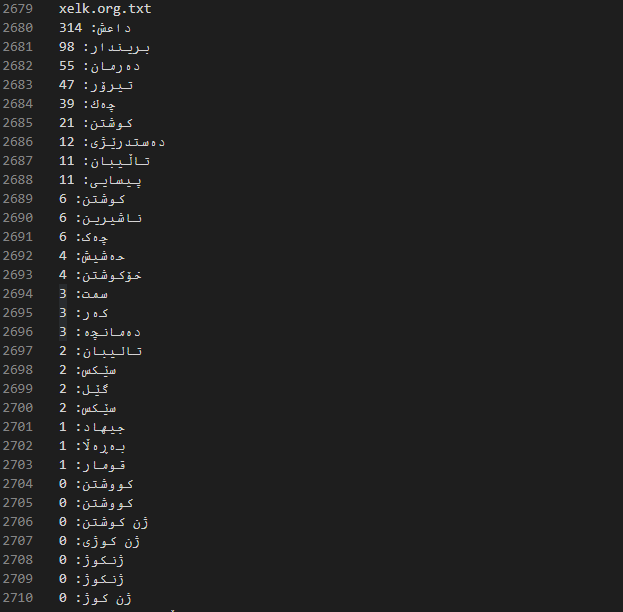 2679 xelk.org.txt
2680 داعش: 314
2681 بریندار: 98
2682 دەرمان: 55
2683 تیرۆر: 47
2684 چەك: 39
2685 كوشتن: 21
2686 دەستدرێژی: 12
2687 تاڵیبان: 11
2688 پیسایی: 11
2689 کوشتن: 6
2690 ناشیرین: 6
2691 چەک: 6
2692 حەشیش: 4
2693 خۆکوشتن: 4
2694 سمت: 3
2695 کەر: 3
2696 دەمانچە: 3
2697 تالیبان: 2
2698 سێکس: 2
2699 گێل: 2
2700 سێکس: 2
2701 جیهاد: 1
2702 بەڕەڵا: 1
2703 قومار: 1
2704 کووشتن: 0
2705 کووشتن: 0
2706 ژن کوشتن: 0
2707 ژن کوژی: 0
2708 ژنکوژ: 0
2709 ژنکوژ: 0
2710 ژن کوژ: 0